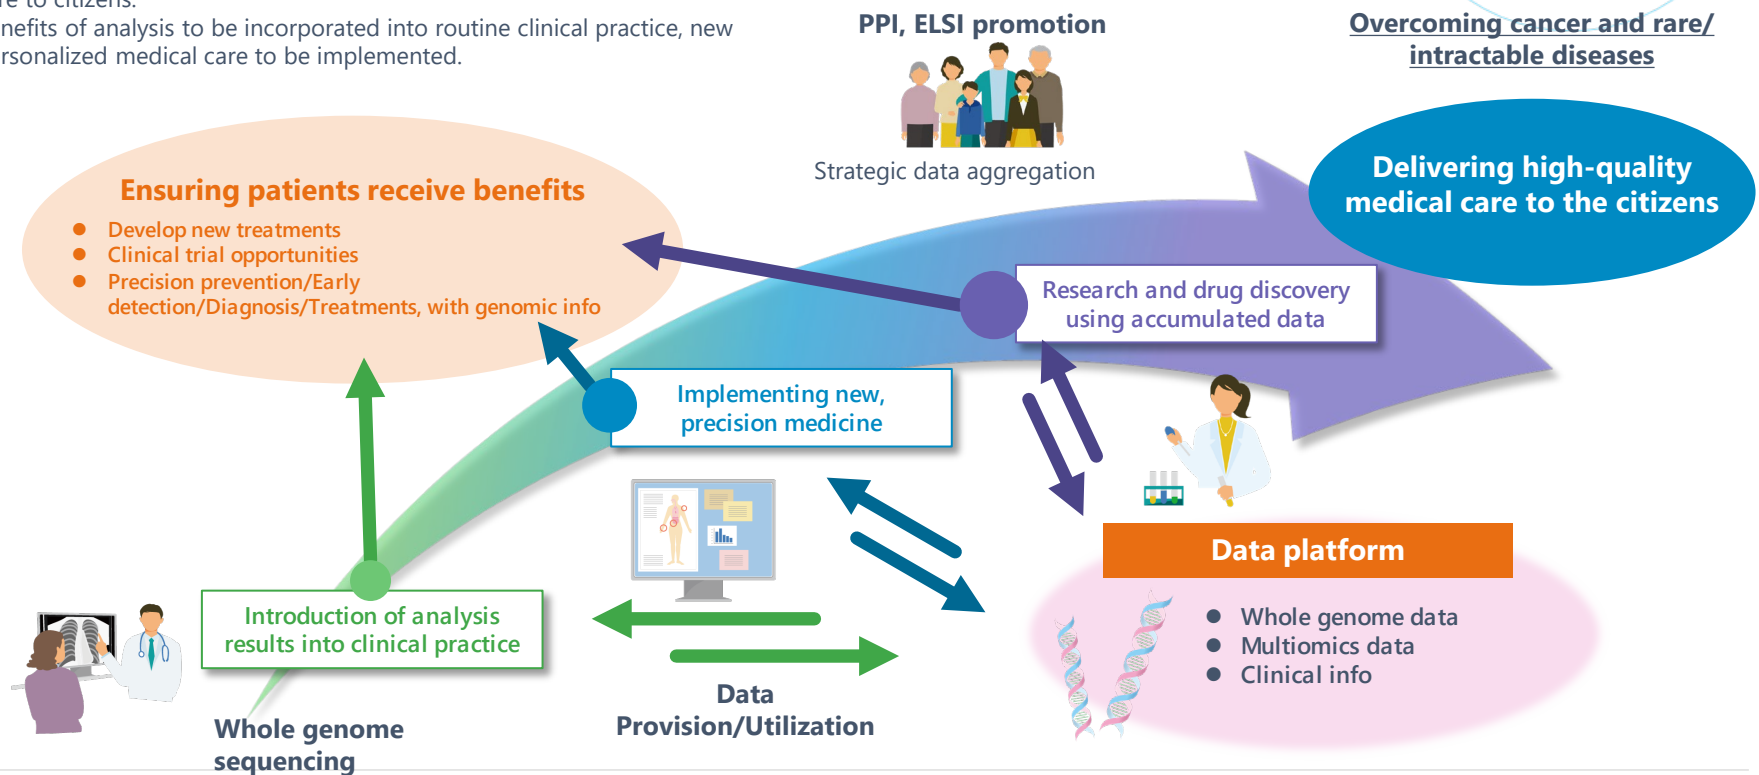 re to citizens.
nefits of analysis to be incorporated into routine clinical practice, new
rsonalized medical care to be implemented.
PPI, ELSI promotion
Strategic data aggregation
Overcoming cancer and rare/
intractable diseases
Delivering high-quality
medical care to the citizens
Ensuring patients receive benefits
● Develop new treatments
● Clinical trial opportunities
● Precision prevention/Early
detection/Diagnosis/Treatments, with genomic info
Research and drug discovery
using accumulated data
Implementing new,
precision medicine
Introduction of analysis
results into clinical practice
Data platform
● Whole genome data
● Multiomics data
● Clinical info
Data
Provision/Utilization
Whole genome
sequencing